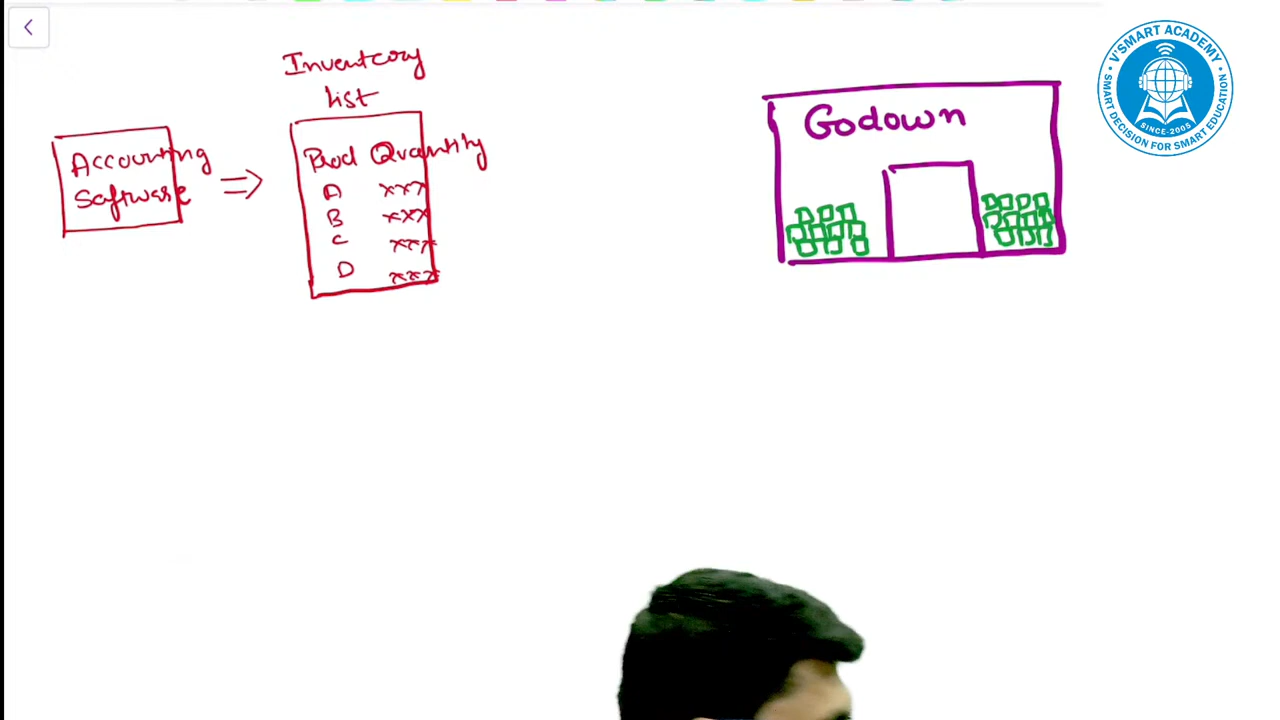 Inventory
list
Accounting
Software
⇒
Prod Quantity
A xxx
B xxx
C xxx
D xxx
Godown
V'SMART ACADEMY
SMART DECISION FOR SMART EDUCATION
SINCE-2005